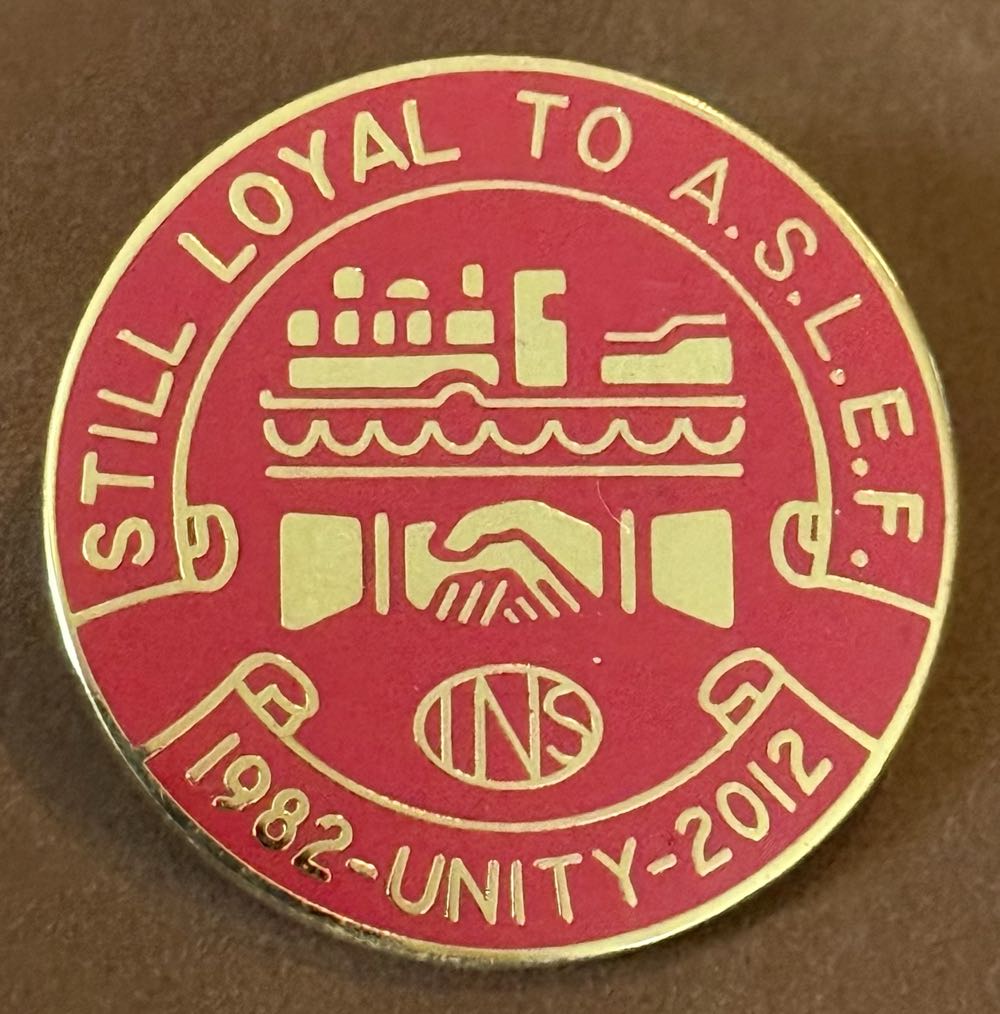 STILL LOYAL TO A.S.L.E.F.
INS
1982-UNITY-2012